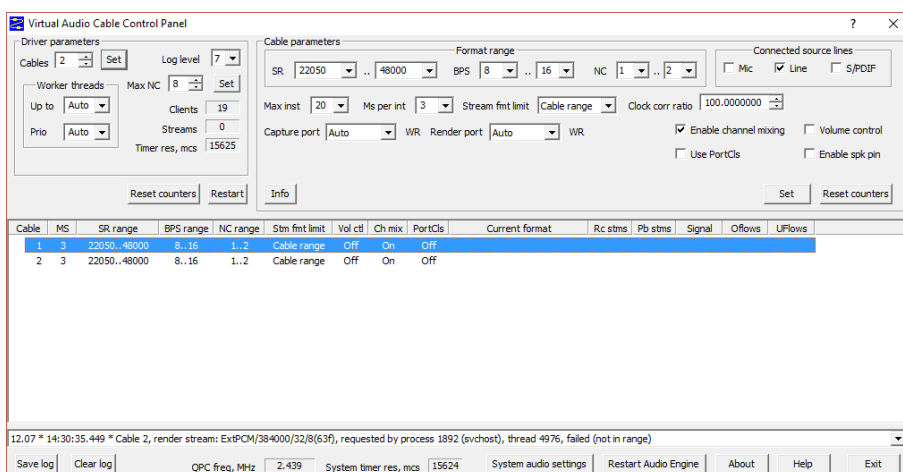 Virtual Audio Cable Control Panel ? X
Driver parameters
Cables 2 Set Log level 7
Worker threads Max NC 8 Set
Up to Auto Clients 19
Prio Auto Streams 0
Timer res, mcs 15625
Reset counters Restart
Cable parameters
Format range
SR 22050 .. 48000 BPS 8 .. 16 NC 1 .. 2
Connected source lines
Mic Line S/PDIF
Max inst 20 Ms per int 3 Stream fmt limit Cable range Clock corr ratio 100.0000000
Capture port Auto WR Render port Auto WR Enable channel mixing Volume control
Use PortCls Enable spk pin
Info Set Reset counters
Cable MS SR range BPS range NC range Stm fmt limit Vol ctl Ch mix PortCls Current format Rc stms Pb stms Signal Oflows UFlows
1 3 22050..48000 8..16 1..2 Cable range Off On Off
2 3 22050..48000 8..16 1..2 Cable range Off On Off
12.07 * 14:30:35.449 * Cable 2, render stream: ExtPCM/384000/32/8(63f), requested by process 1892 (svchost), thread 4976, failed (not in range)
Save log Clear log QPC freq, MHz 2.439 System timer res, mcs 15624 System audio settings Restart Audio Engine About Help Exit